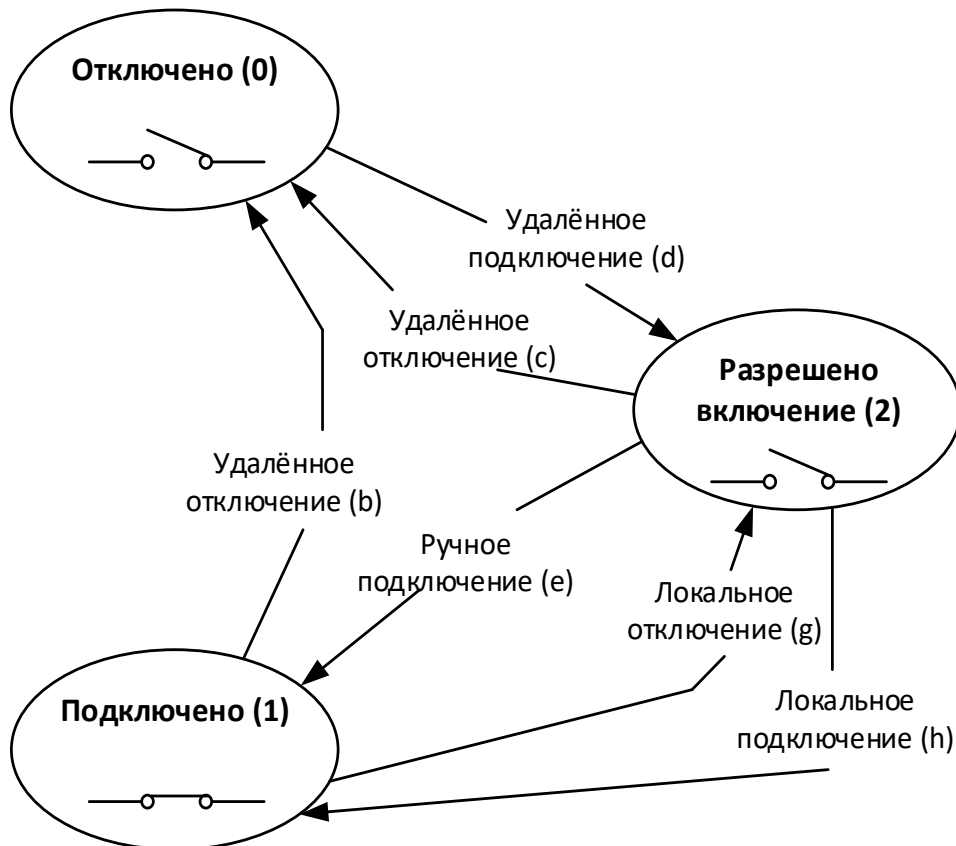 Отключено (0)
Удалённое
подключение (d)
Удалённое
отключение (c)
Разрешено
включение (2)
Удалённое
отключение (b)
Ручное
подключение (e)
Локальное
отключение (g)
Подключено (1)
Локальное
подключение (h)